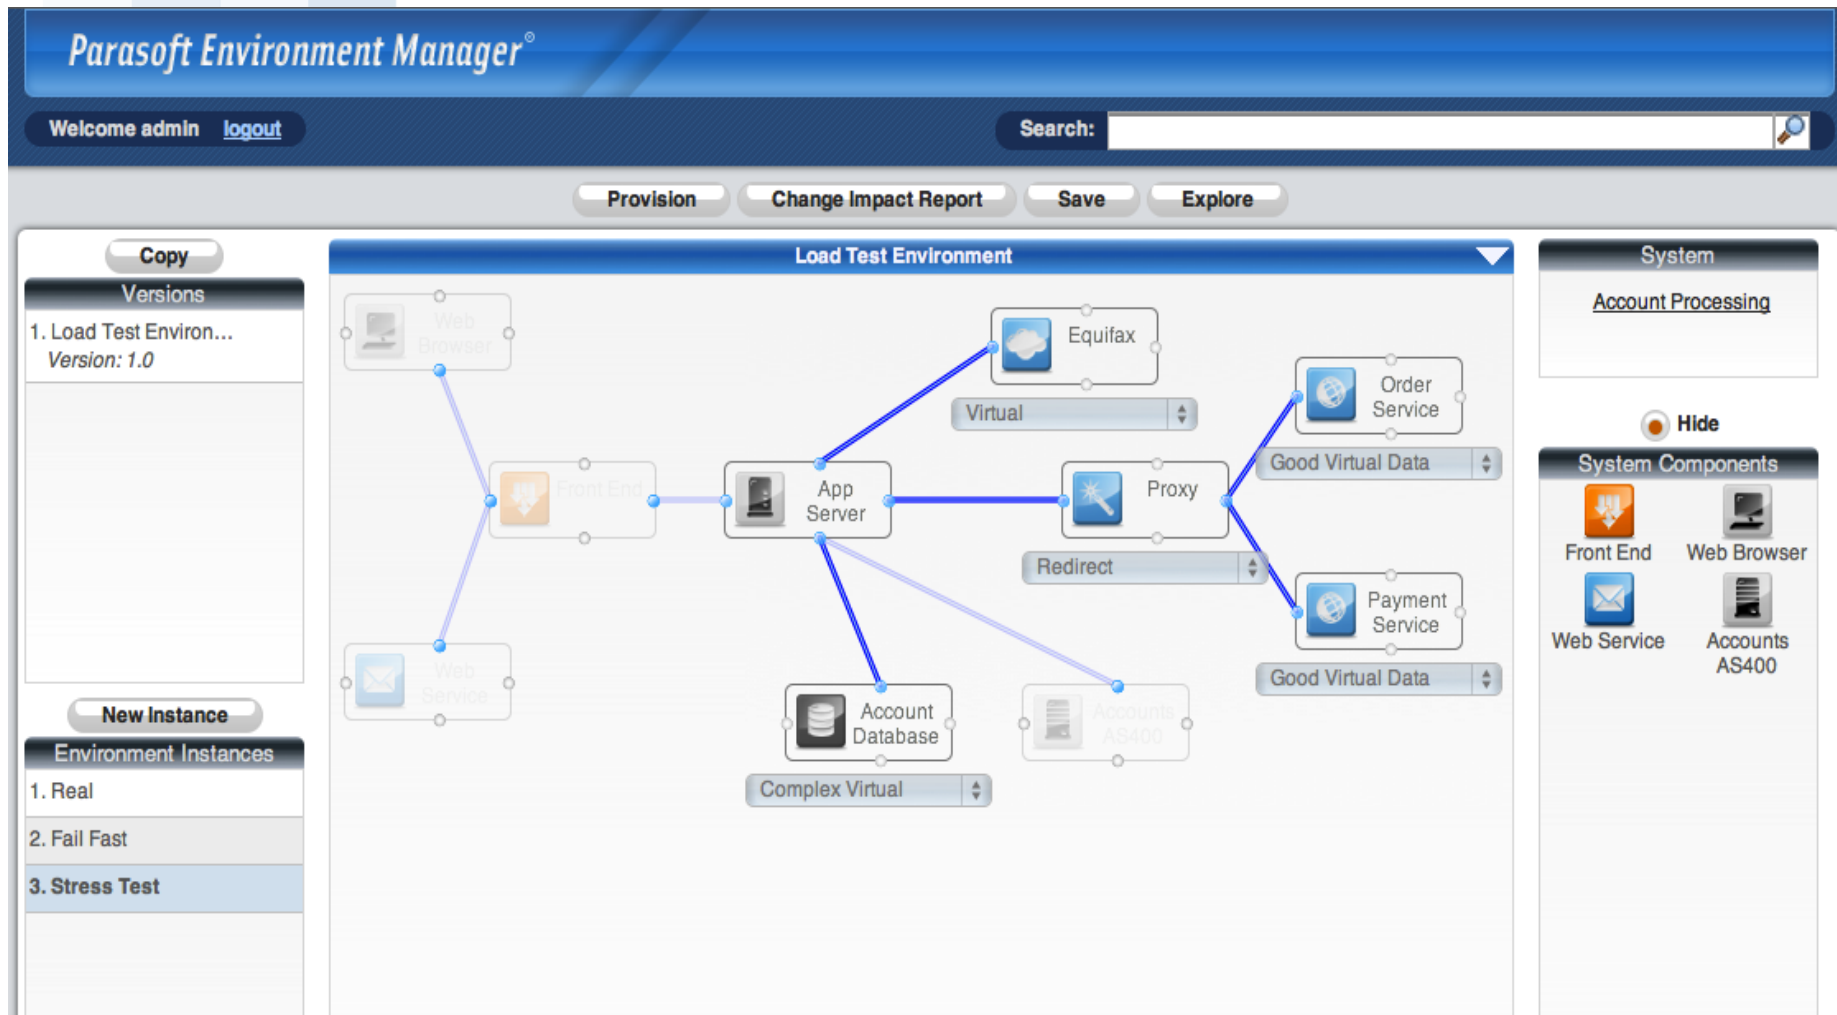 Parasoft Environment Manager®
Welcome admin logout
Search:
Provision
Change Impact Report
Save
Explore
Copy
Versions
1. Load Test Environ...
Version: 1.0
New Instance
Environment Instances
1. Real
2. Fail Fast
3. Stress Test
Load Test Environment
Web
Browser
Equifax
Virtual
Order
Service
Good Virtual Data
Front End
App
Server
Proxy
Redirect
Payment
Service
Good Virtual Data
Web
Service
Account
Database
Complex Virtual
Accounts
AS400
System
Account Processing
Hide
System Components
Front End
Web Browser
Web Service
Accounts
AS400